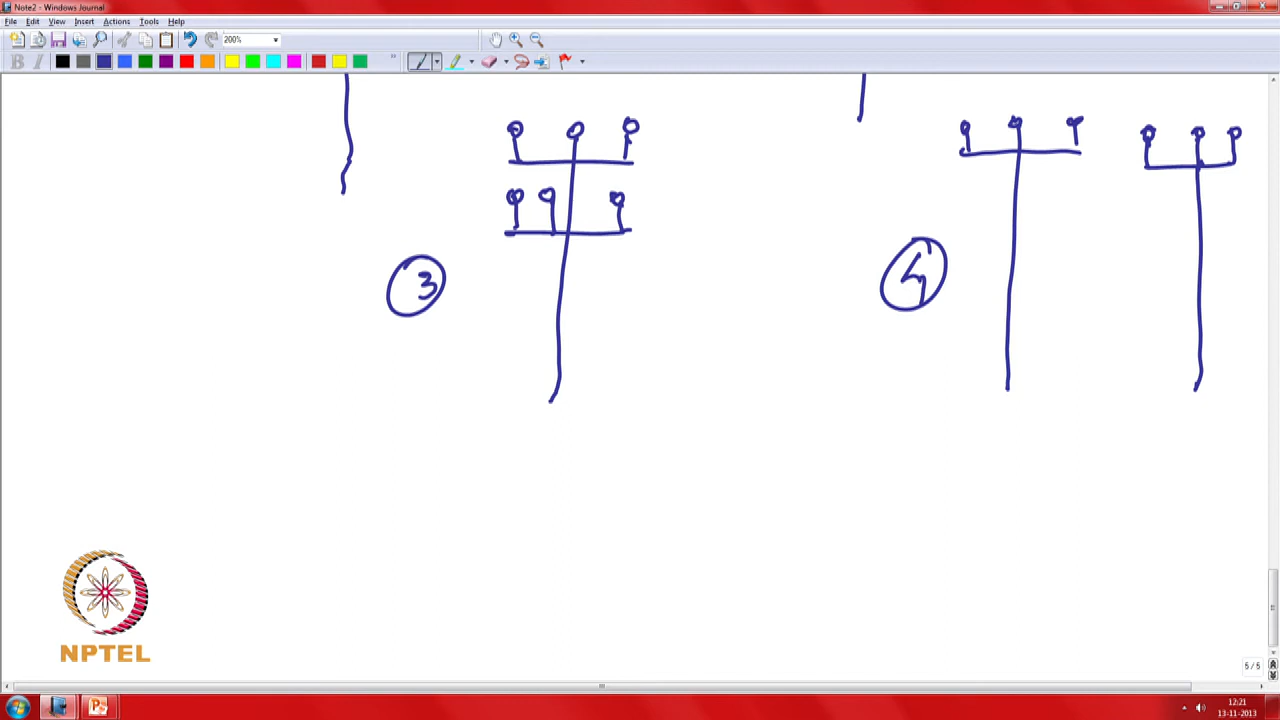 Note2 - Windows Journal
File Edit View Insert Actions Tools Help
200%
B I
3
4
NPTEL
5 / 5
12:21
13-11-2013